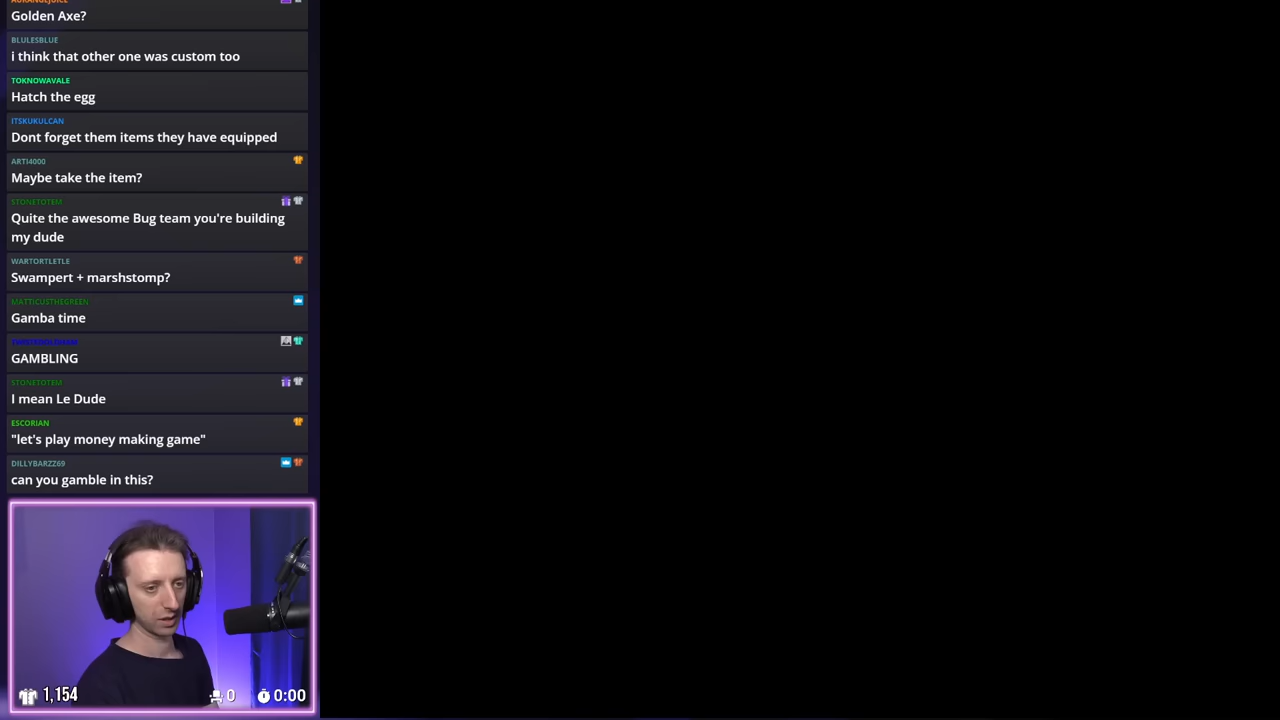 Golden Axe?
BLULESBLUE
i think that other one was custom too
TOKNOWAVALE
Hatch the egg
ITSKUKULCAN
Dont forget them items they have equipped
ARTI4000
Maybe take the item?
STONETOTEM
Quite the awesome Bug team you're building
my dude
WARTORTLETLE
Swampert + marshstomp?
MATTICUSTHEGREEN
Gamba time
GAMBLING
STONETOTEM
I mean Le Dude
ESCORIAN
"let's play money making game"
DILLYBARZZ69
can you gamble in this?
1,154
0
0:00